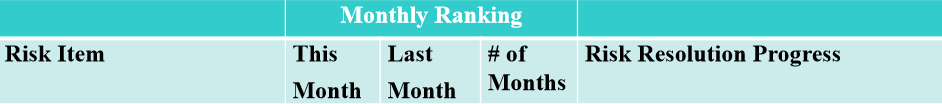 Monthly Ranking
Risk Item This Last # of Risk Resolution Progress
Month Month Months